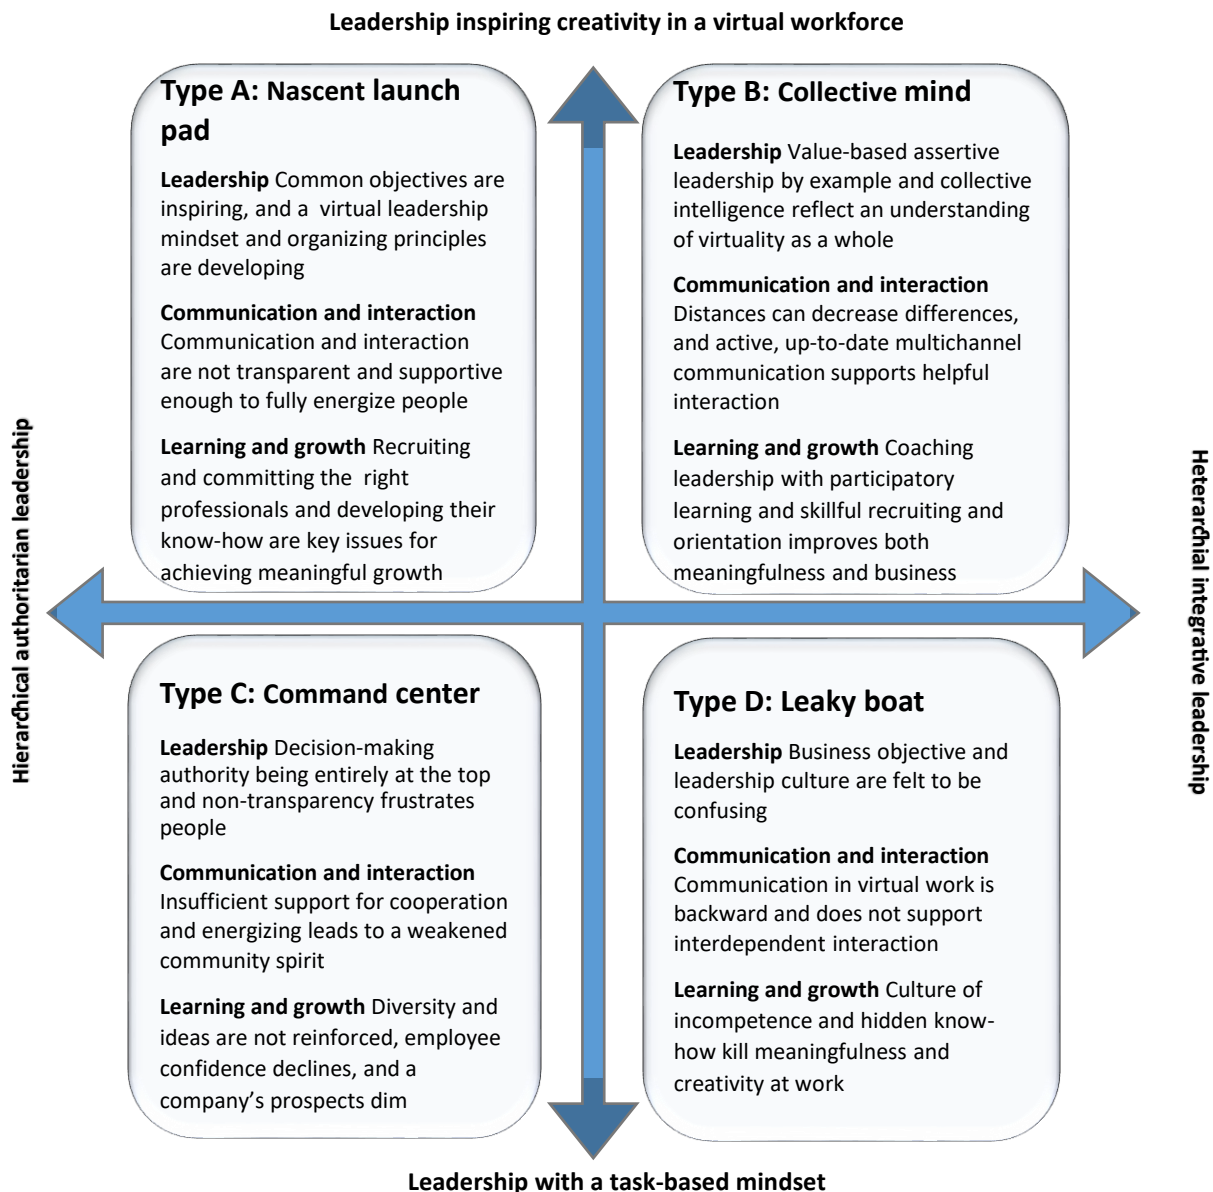 Leadership inspiring creativity in a virtual workforce
Type A: Nascent launch
pad
Leadership Common objectives are
inspiring, and a virtual leadership
mindset and organizing principles
are developing
Communication and interaction
Communication and interaction
are not transparent and supportive
enough to fully energize people
Learning and growth Recruiting
and committing the right
professionals and developing their
know-how are key issues for
achieving meaningful growth
Type B: Collective mind
Leadership Value-based assertive
leadership by example and collective
intelligence reflect an understanding
of virtuality as a whole
Communication and interaction
Distances can decrease differences,
and active, up-to-date multichannel
communication supports helpful
interaction
Learning and growth Coaching
leadership with participatory
learning and skillful recruiting and
orientation improves both
meaningfulness and business
Hierarchical authoritarian leadership
Heterarchial integrative leadership
Type C: Command center
Leadership Decision-making
authority being entirely at the top
and non-transparency frustrates
people
Communication and interaction
Insufficient support for cooperation
and energizing leads to a weakened
community spirit
Learning and growth Diversity and
ideas are not reinforced, employee
confidence declines, and a
company's prospects dim
Type D: Leaky boat
Leadership Business objective and
leadership culture are felt to be
confusing
Communication and interaction
Communication in virtual work is
backward and does not support
interdependent interaction
Learning and growth Culture of
incompetence and hidden know-
how kill meaningfulness and
creativity at work
Leadership with a task-based mindset